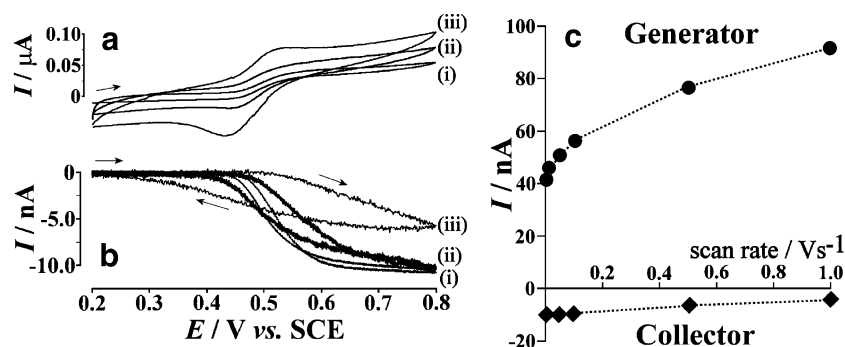 a
I / µA
0.10
0.05
0
(iii)
(ii)
(i)
b
I / nA
0
-5.0
-10.0
(iii)
(ii)
(i)
0.2 0.3 0.4 0.5 0.6 0.7 0.8
E / V vs. SCE
c
Generator
I / nA
100
80
60
40
20
0
-20
scan rate / Vs-1
0.2 0.4 0.6 0.8 1.0
Collector